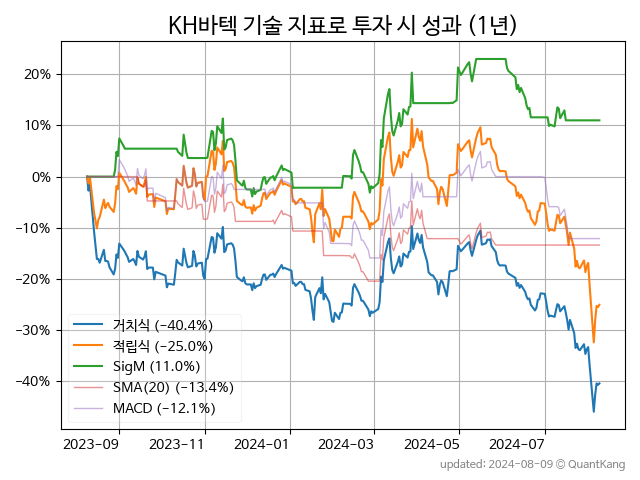 KH바텍 기술 지표로 투자 시 성과 (1년)
20%
10%
0%
−10%
−20%
−30%
−40%
거치식 (−40.4%)
적립식 (−25.0%)
SigM (11.0%)
SMA(20) (−13.4%)
MACD (−12.1%)
2023-09
2023-11
2024-01
2024-03
2024-05
2024-07
updated: 2024-08-09 © QuantKang